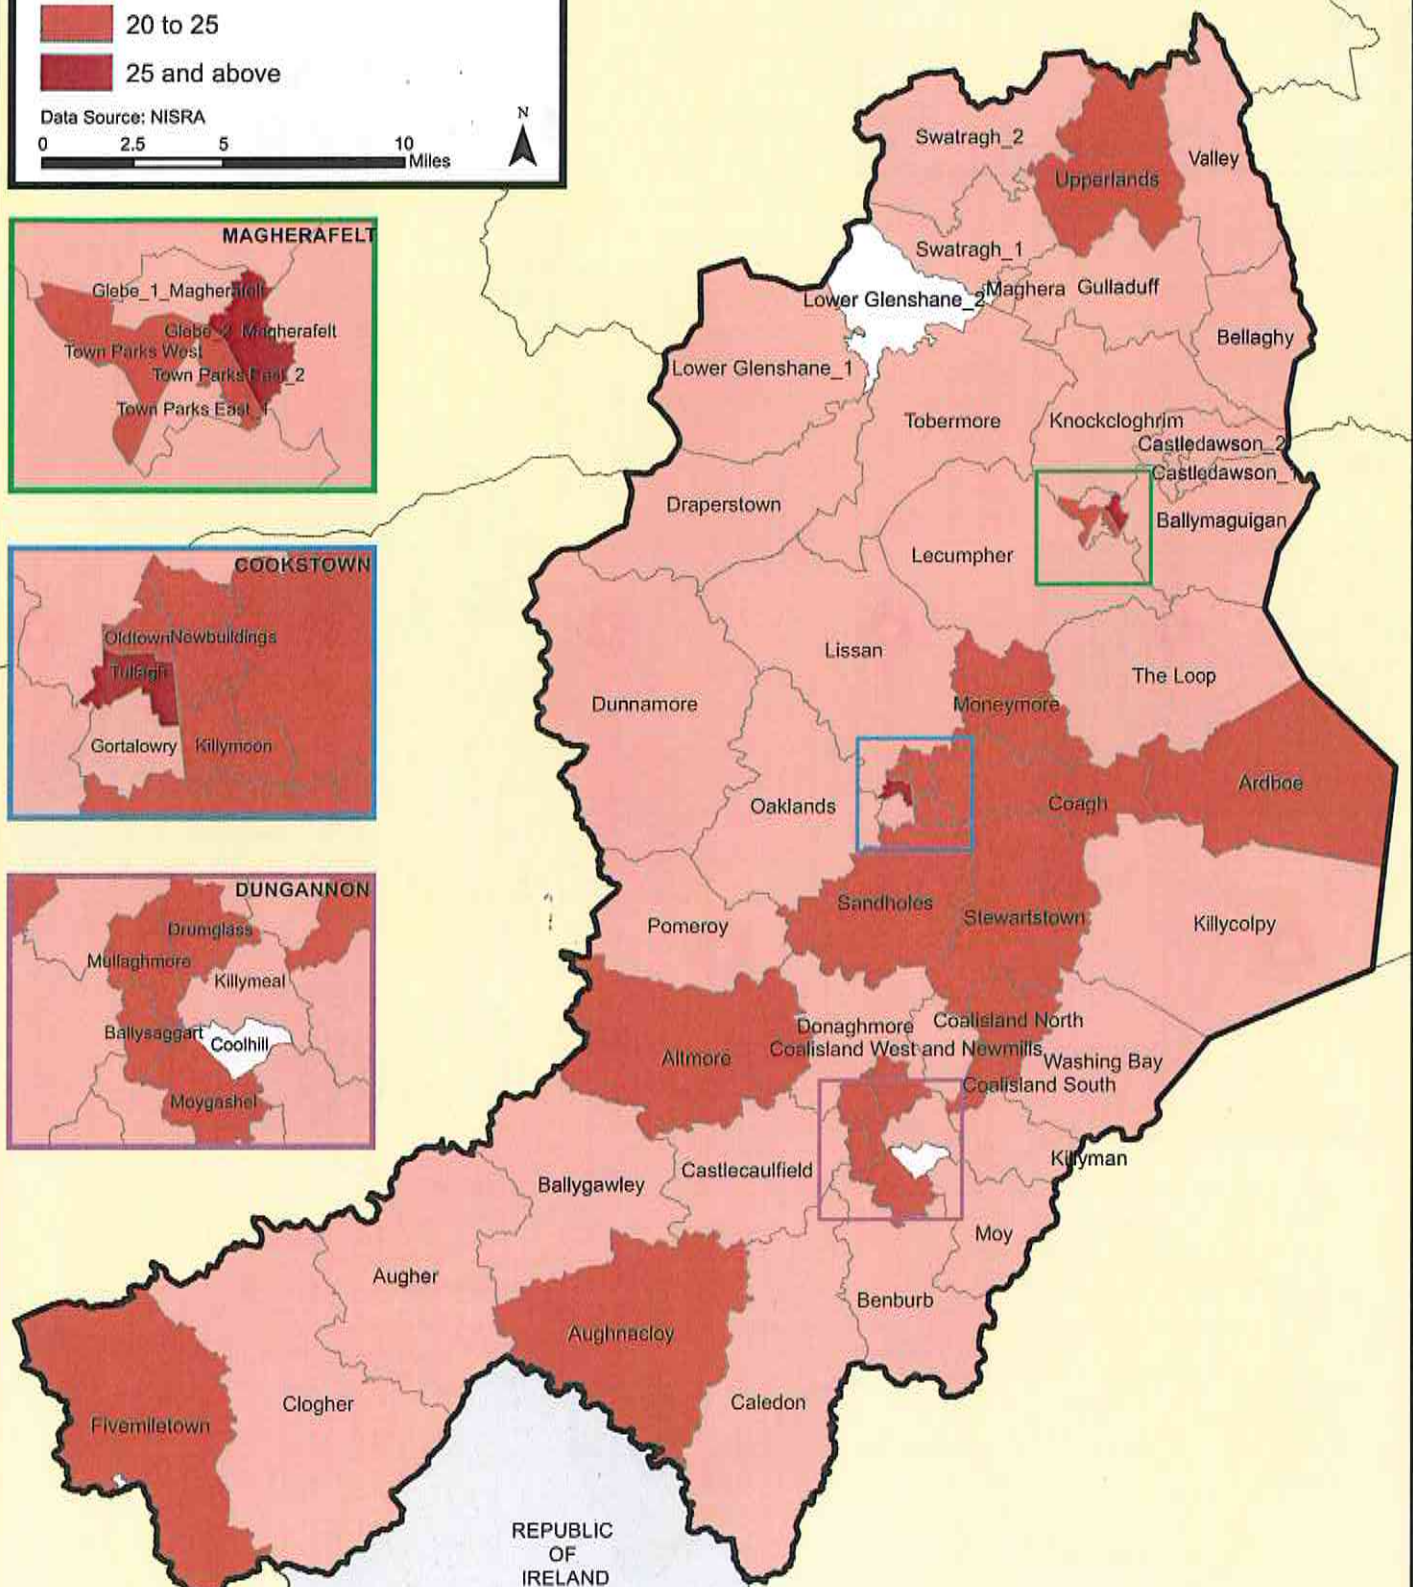 20 to 25
25 and above
Data Source: NISRA
N
0 2.5 5 10
Miles
MAGHERAFELT
Glebe_1_Magherafelt
Glebe_2_Magherafelt
Town Parks West
Town Parks East_2
Town Parks East_1
COOKSTOWN
Oldtown
Newbuildings
Tullagh
Gortalowry
Killymoon
DUNGANNON
Drumglass
Mullaghmore
Killymeal
Ballysaggart
Coolhill
Moygashel
Swatragh_2
Valley
Upperlands
Swatragh_1
Lower Glenshane_2
Maghera
Gulladuff
Bellaghy
Lower Glenshane_1
Tobermore
Knockcloghrim
Castledawson_2
Castledawson_1
Draperstown
Ballymaguigan
Lecumpher
Lissan
The Loop
Dunnamore
Moneymore
Ardboe
Oaklands
Coagh
Sandholes
Stewartstown
Killycolpy
Pomeroy
Donaghmore
Coalisland North
Coalisland West and Newmills
Altmore
Washing Bay
Coalisland South
Killyman
Castlecaulfield
Ballygawley
Moy
Augher
Benburb
Aughnacloy
Caledon
Clogher
Fivemiletown
REPUBLIC
OF
IRELAND